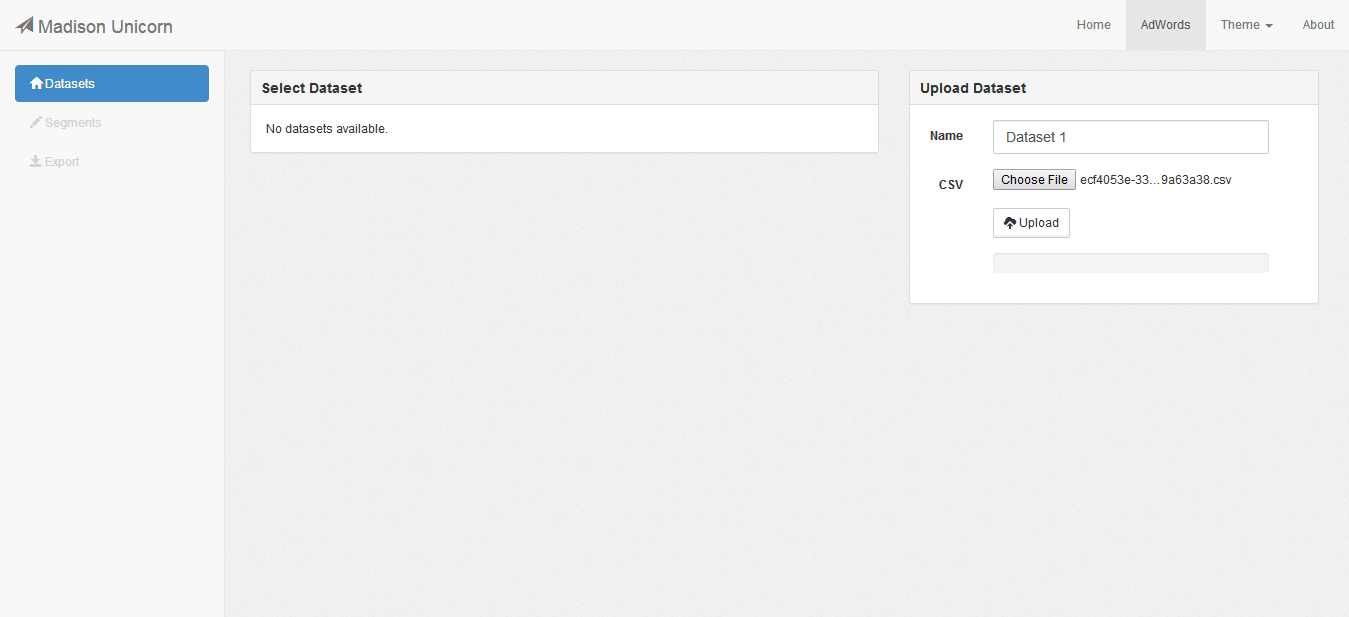 Madison Unicorn
Home
AdWords
Theme
About
Datasets
Segments
Export
Select Dataset
No datasets available.
Upload Dataset
Name
Dataset 1
CSV
Choose File ecf4053e-33...9a63a38.csv
Upload